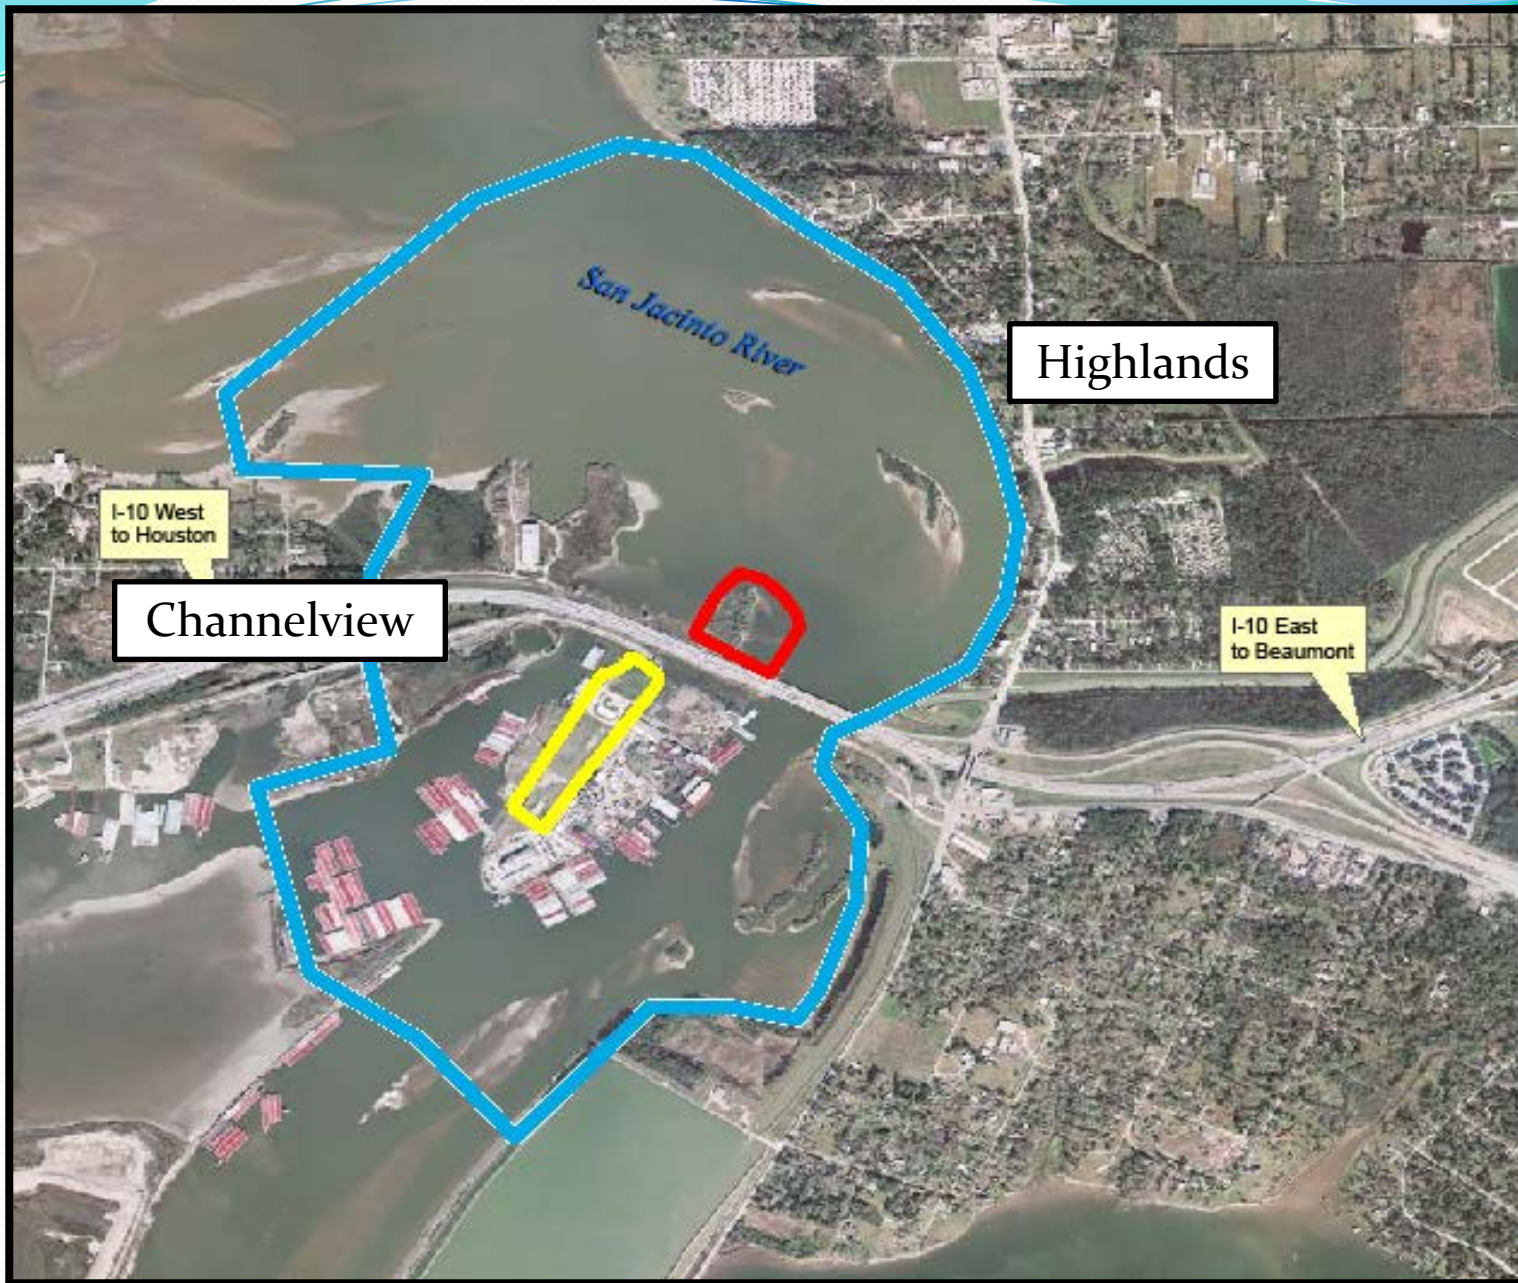 San Jacinto River
Highlands
I-10 West
to Houston
Channelview
I-10 East
to Beaumont